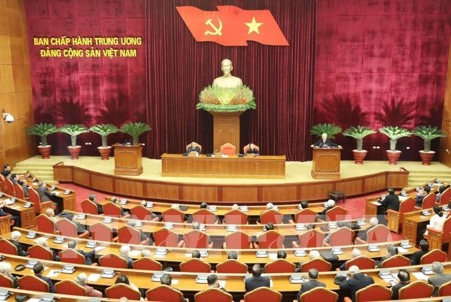 BAN CHẤP HÀNH TRUNG ƯƠNG
ĐẢNG CỘNG SẢN VIỆT NAM